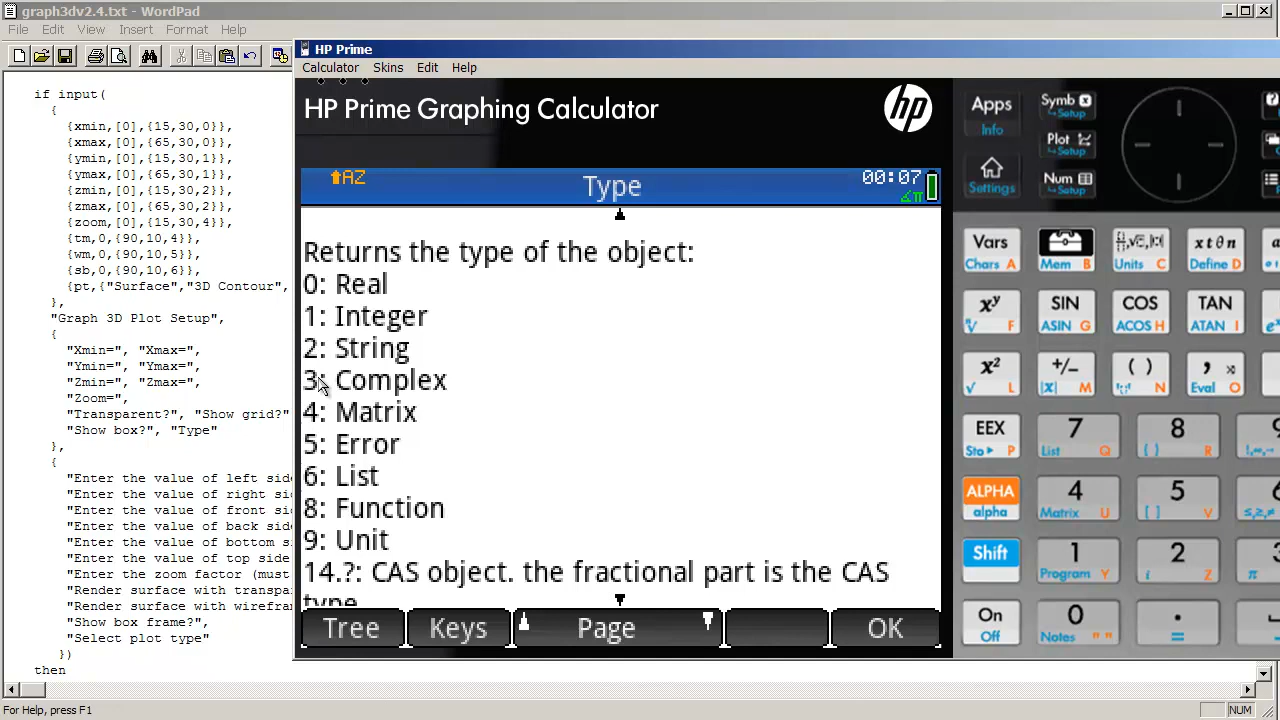 graph3dv2.4.txt - WordPad
File Edit View Insert Format Help
if input(
{
{xmin,[0],{15,30,0}},
{xmax,[0],{65,30,0}},
{ymin,[0],{15,30,1}},
{ymax,[0],{65,30,1}},
{zmin,[0],{15,30,2}},
{zmax,[0],{65,30,2}},
{zoom,[0],{15,30,4}},
{tm,0,{90,10,4}},
{wm,0,{90,10,5}},
{sb,0,{90,10,6}},
{pt,{"Surface","3D Contour",
},
"Graph 3D Plot Setup",
{
"Xmin=", "Xmax=",
"Ymin=", "Ymax=",
"Zmin=", "Zmax=",
"Zoom=",
"Transparent?", "Show grid?"
"Show box?", "Type"
},
{
"Enter the value of left sid
"Enter the value of right si
"Enter the value of front si
"Enter the value of back sid
"Enter the value of bottom s
"Enter the value of top side
"Enter the zoom factor (must
"Render surface with transpa
"Render surface with wirefra
"Show box frame?",
"Select plot type"
})
then
For Help, press F1
NUM
HP Prime
Calculator Skins Edit Help
HP Prime Graphing Calculator
hp
AZ
Type
00:07
∡π
Returns the type of the object:
0: Real
1: Integer
2: String
3: Complex
4: Matrix
5: Error
6: List
8: Function
9: Unit
14.?: CAS object. the fractional part is the CAS
type
Tree Keys Page OK
Apps
Info
Symb
Setup
Plot
Setup
Settings
Num
Setup
Vars
Chars A
Mem B
Units C
x t θ n
Define D
xʸ
F
SIN
ASIN G
COS
ACOS H
TAN
ATAN I
x²
√ L
+/-
|x| M
( )
N
,
Eval O
EEX
Sto ▸ P
7
List Q
8
{ } R
ALPHA
alpha
4
Matrix U
5
[ ] V
6
Shift
1
Program Y
2
i Z
3
π
On
Off
0
Notes " "
.
=